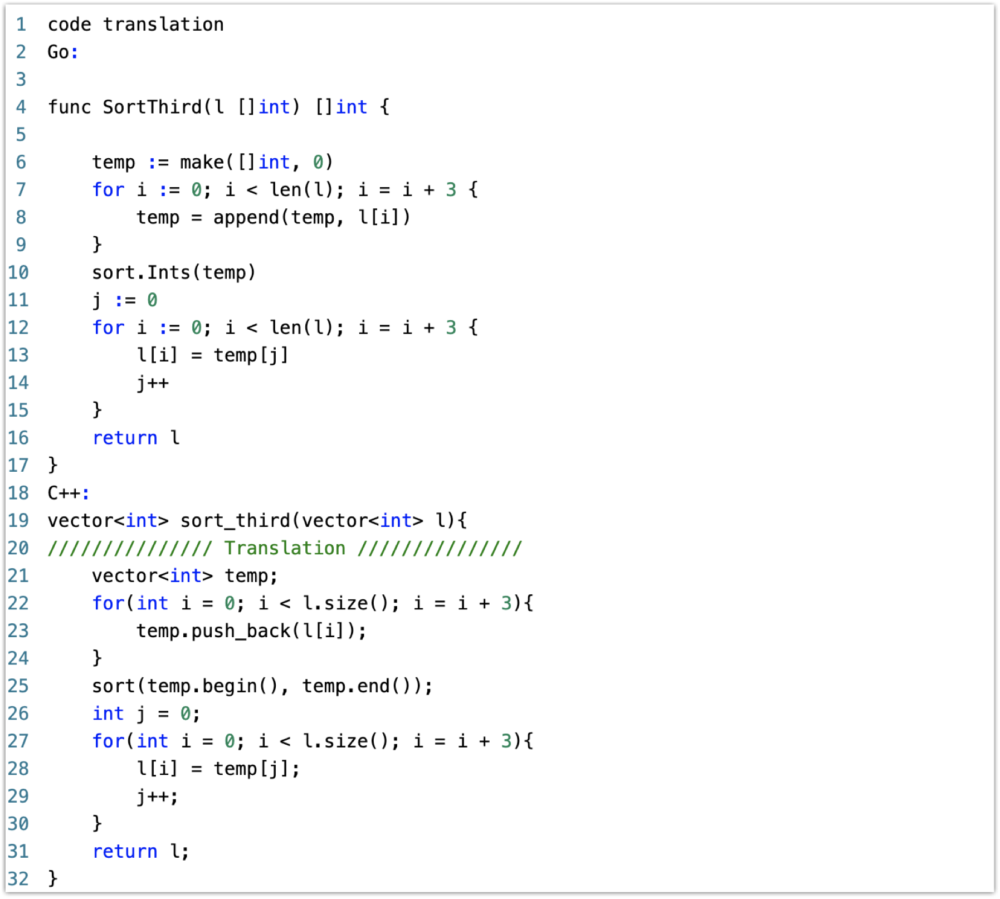 1 code translation
2 Go:
3
4 func SortThird(l []int) []int {
5
6     temp := make([]int, 0)
7     for i := 0; i < len(l); i = i + 3 {
8         temp = append(temp, l[i])
9     }
10     sort.Ints(temp)
11     j := 0
12     for i := 0; i < len(l); i = i + 3 {
13         l[i] = temp[j]
14         j++
15     }
16     return l
17 }
18 C++:
19 vector<int> sort_third(vector<int> l){
20 /////////////// Translation ///////////////
21     vector<int> temp;
22     for(int i = 0; i < l.size(); i = i + 3){
23         temp.push_back(l[i]);
24     }
25     sort(temp.begin(), temp.end());
26     int j = 0;
27     for(int i = 0; i < l.size(); i = i + 3){
28         l[i] = temp[j];
29         j++;
30     }
31     return l;
32 }